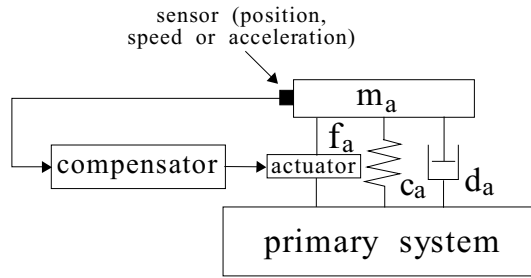 sensor (position,
speed or acceleration)
mₐ
fₐ
compensator
actuator
cₐ
dₐ
primary system